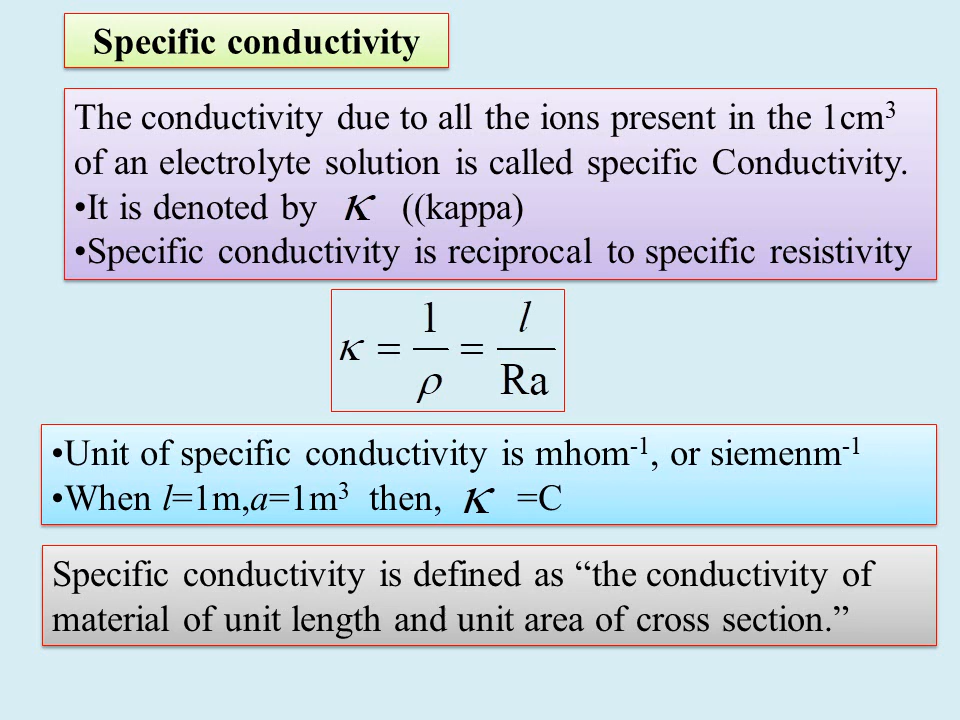 Specific conductivity
The conductivity due to all the ions present in the 1cm³
of an electrolyte solution is called specific Conductivity.
•It is denoted by κ ((kappa)
•Specific conductivity is reciprocal to specific resistivity
κ = 1/ρ = l/Ra
•Unit of specific conductivity is mhom⁻¹, or siemenm⁻¹
•When l=1m,a=1m³ then, κ =C
Specific conductivity is defined as “the conductivity of
material of unit length and unit area of cross section.”